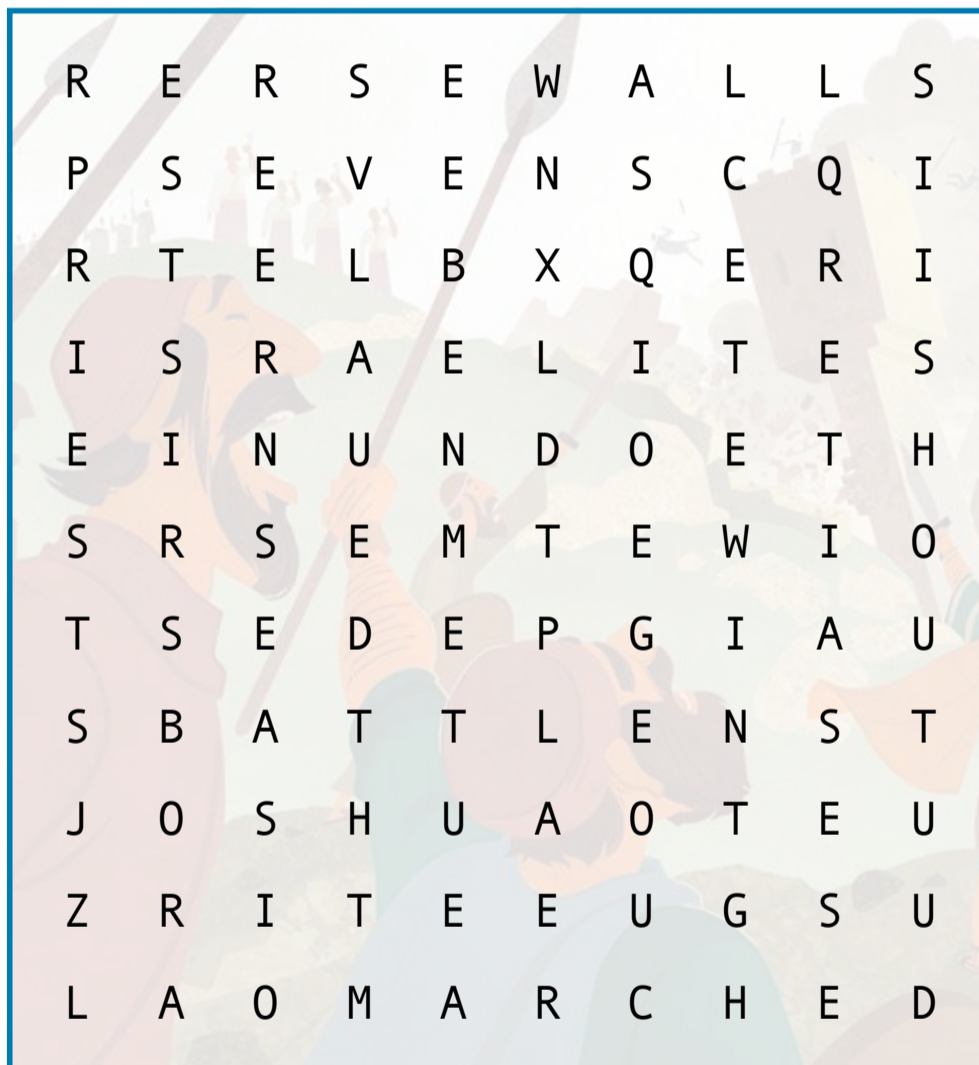 R E R S E W A L L S
P S E V E N S C Q I
R T E L B X Q E R I
I S R A E L I T E S
E I N U N D O E T H
S R S E M T E W I O
T S E D E P G I A U
S B A T T L E N S T
J O S H U A O T E U
Z R I T E E U G S U
L A O M A R C H E D